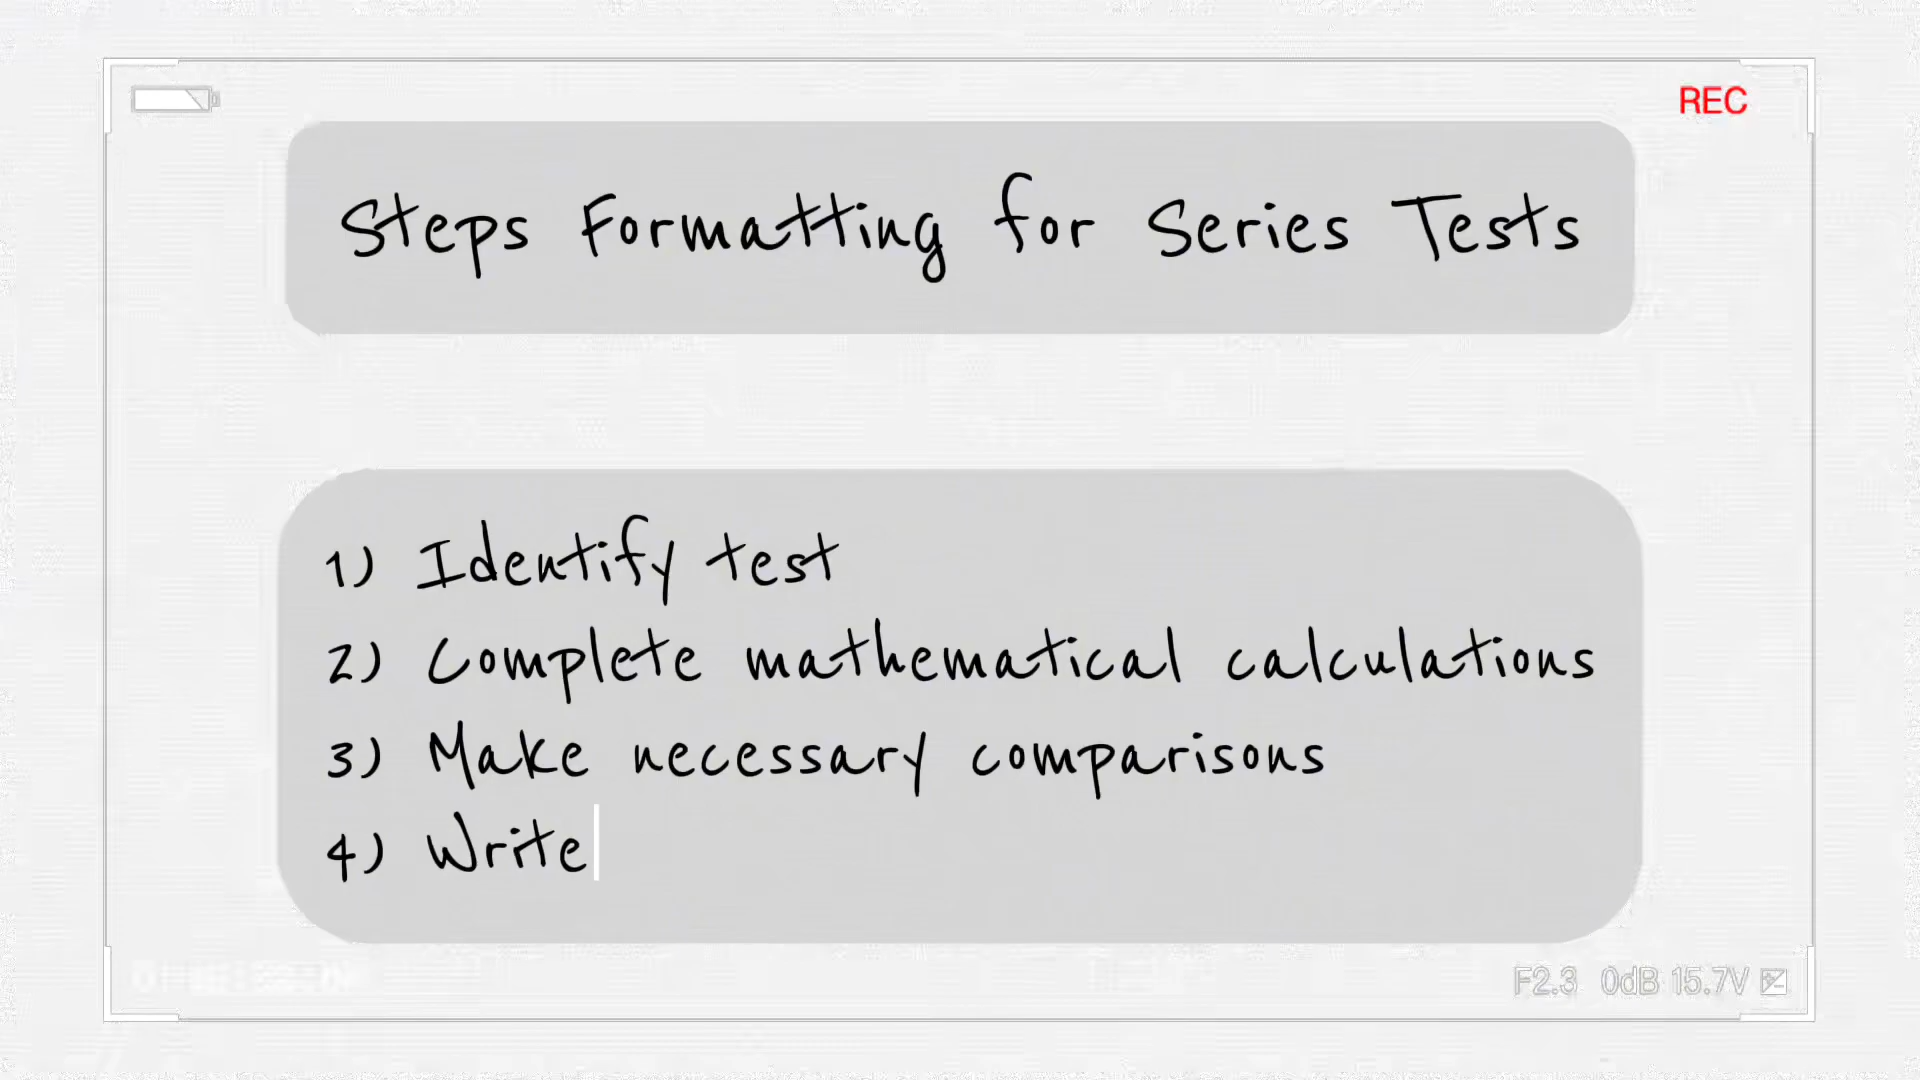 REC
Steps Formatting for Series Tests
1) Identify test
2) Complete mathematical calculations
3) Make necessary comparisons
4) Write
F2.3 0dB 15.7V